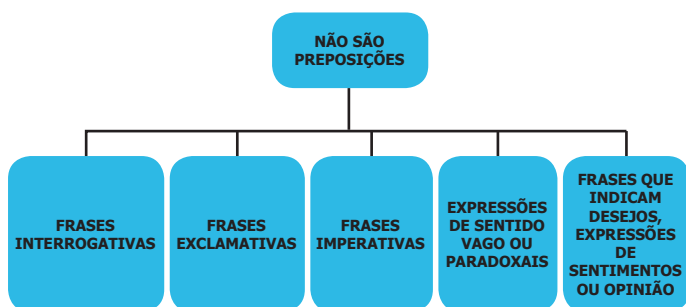 NÃO SÃO
PREPOSIÇÕES
FRASES
INTERROGATIVAS
FRASES
EXCLAMATIVAS
FRASES
IMPERATIVAS
EXPRESSÕES
DE SENTIDO
VAGO OU
PARADOXAIS
FRASES QUE
INDICAM
DESEJOS,
EXPRESSÕES
DE
SENTIMENTOS
OU OPINIÃO